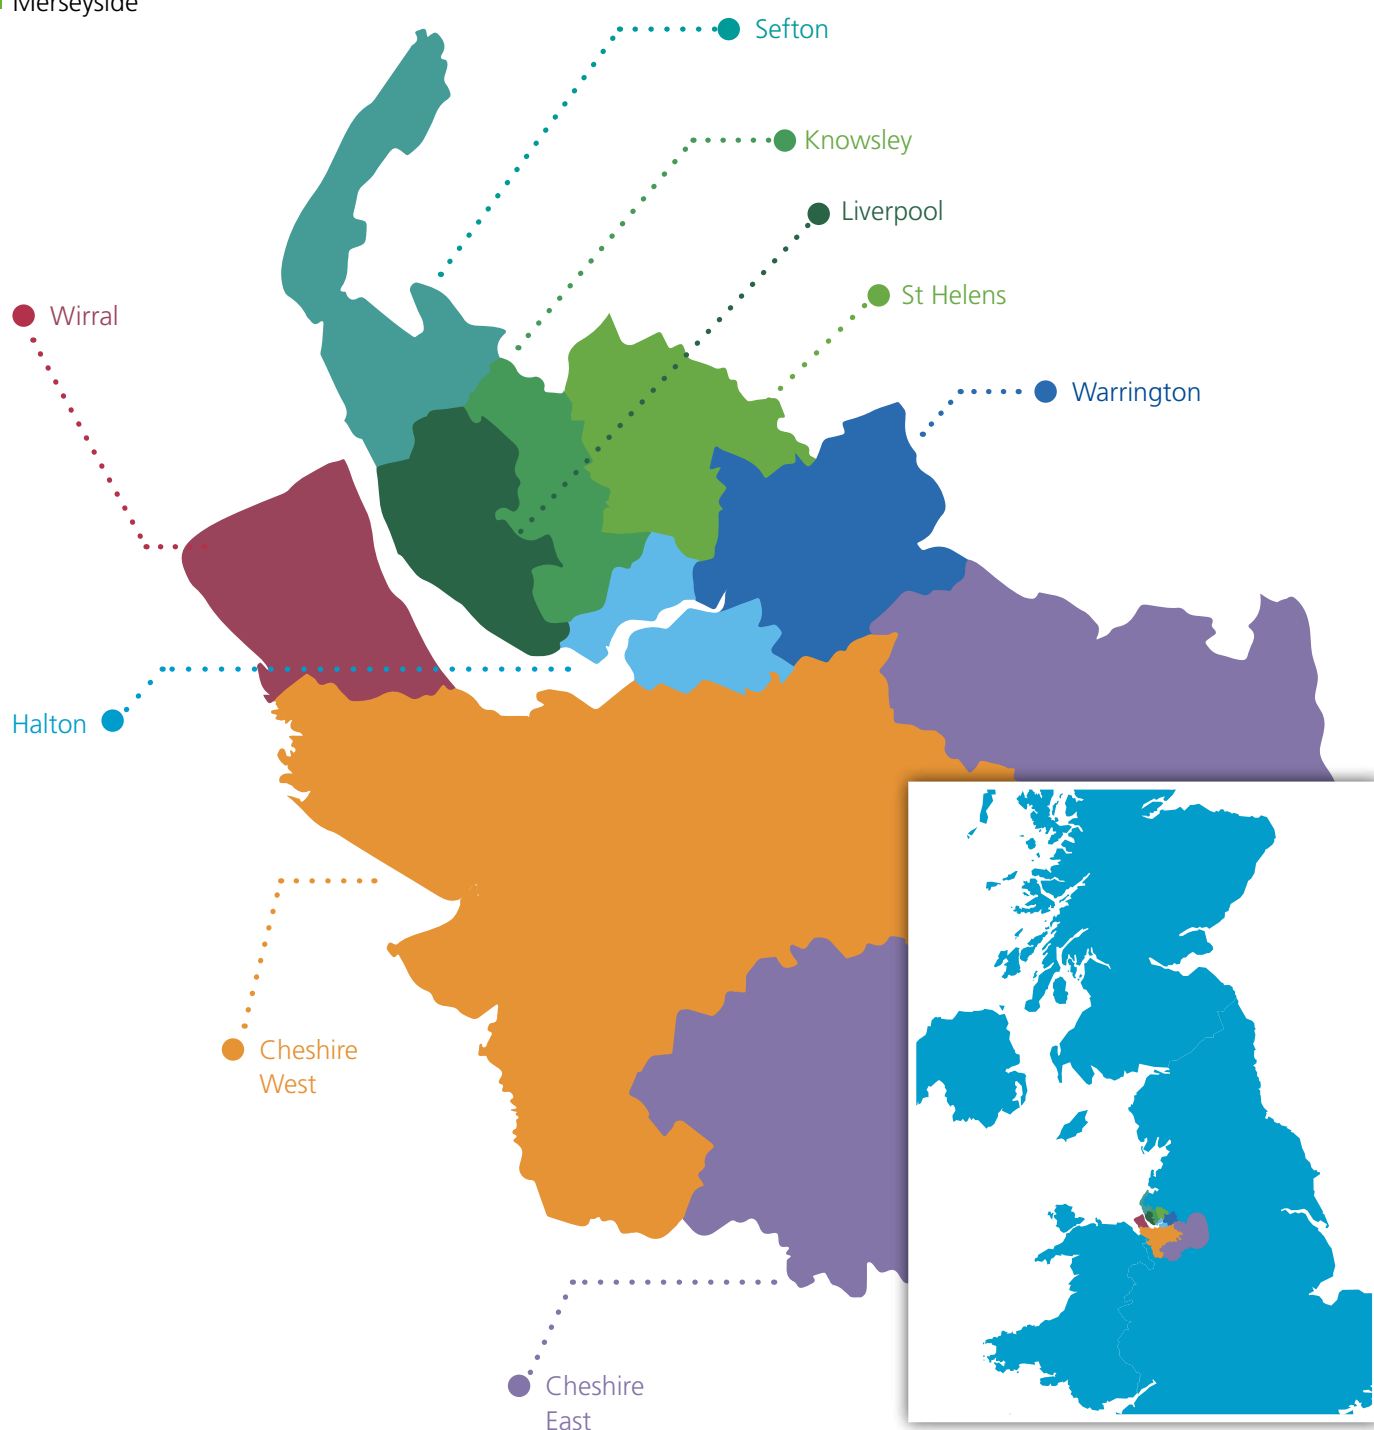 Merseyside
Sefton
Knowsley
Liverpool
St Helens
Wirral
Warrington
Halton
Cheshire
West
Cheshire
East